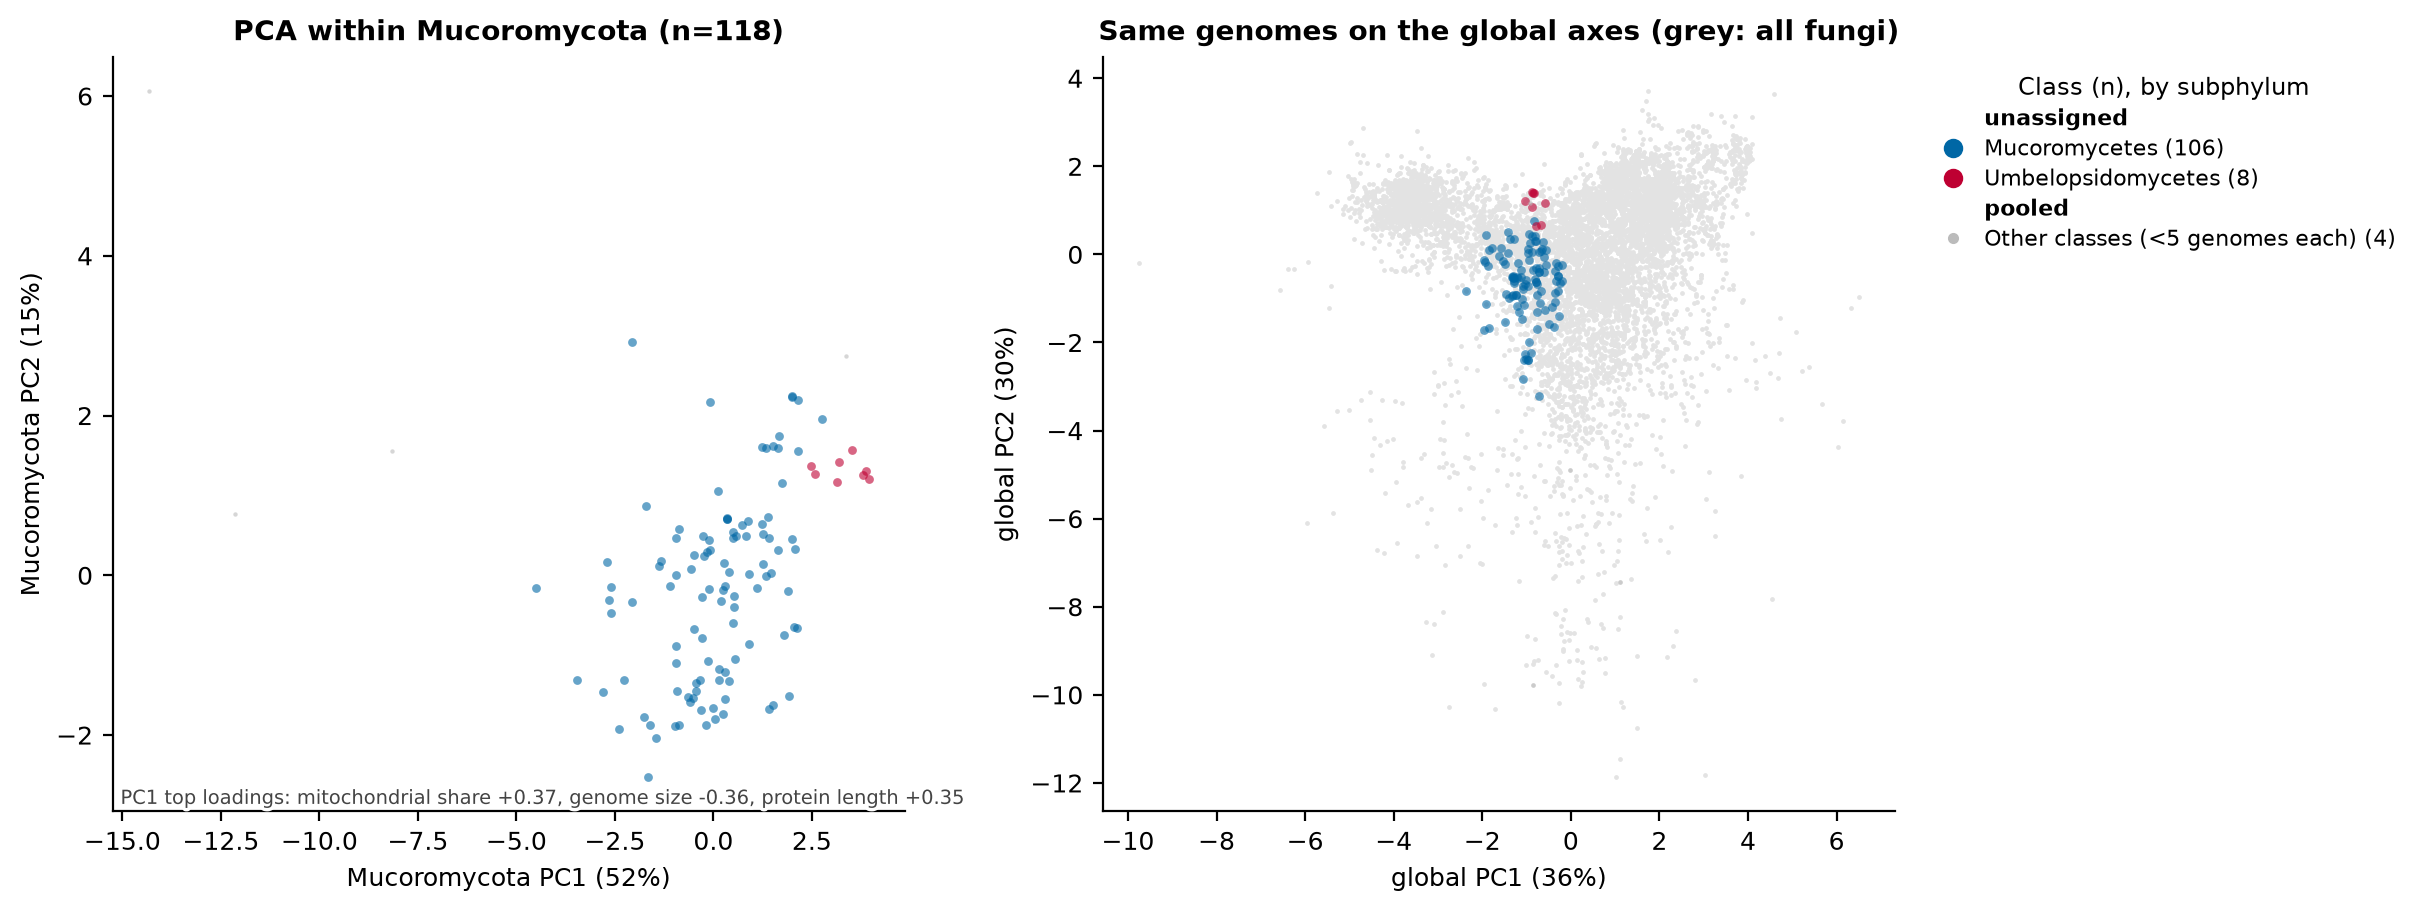 PCA within Mucoromycota (n=118)
6
4
2
0
−2
Mucoromycota PC2 (15%)
PC1 top loadings: mitochondrial share +0.37, genome size -0.36, protein length +0.35
−15.0 −12.5 −10.0 −7.5 −5.0 −2.5 0.0 2.5
Mucoromycota PC1 (52%)
Same genomes on the global axes (grey: all fungi)
4
2
0
−2
−4
−6
−8
−10
−12
global PC2 (30%)
−10 −8 −6 −4 −2 0 2 4 6
global PC1 (36%)
Class (n), by subphylum
unassigned
Mucoromycetes (106)
Umbelopsidomycetes (8)
pooled
Other classes (<5 genomes each) (4)